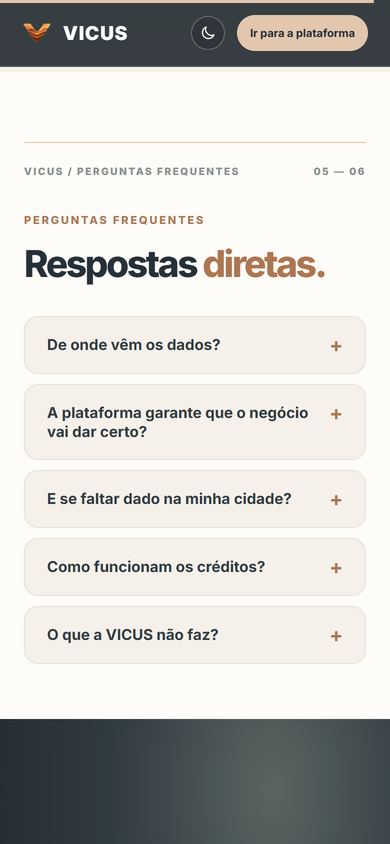 VICUS
Ir para a plataforma
VICUS / PERGUNTAS FREQUENTES
05 — 06
PERGUNTAS FREQUENTES
Respostas diretas.
De onde vêm os dados?
+
A plataforma garante que o negócio
vai dar certo?
+
E se faltar dado na minha cidade?
+
Como funcionam os créditos?
+
O que a VICUS não faz?
+